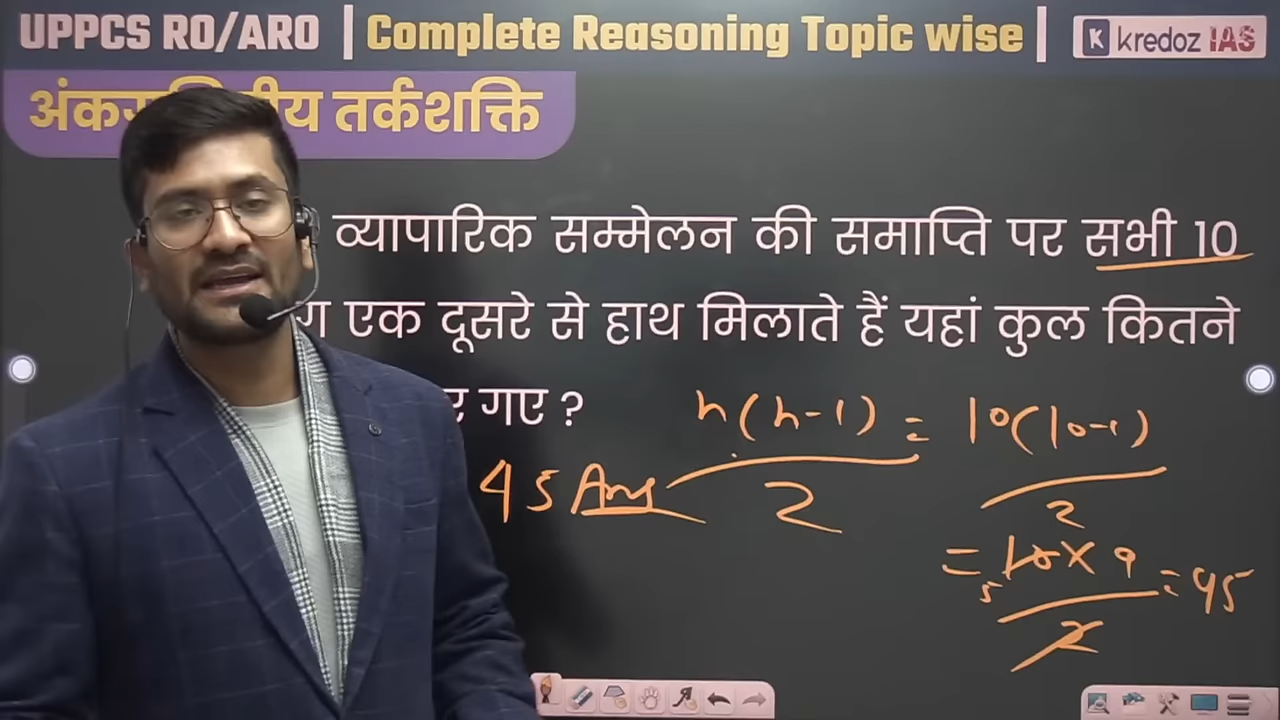 UPPCS RO/ARO | Complete Reasoning Topic wise | K kredoz IAS
तर्कशक्ति
व्यापारिक सम्मेलन की समाप्ति पर सभी 10
एक दूसरे से हाथ मिलाते हैं यहां कुल कितने
गए ?
n(n-1) = 10(10-1)
45 Ans
2 2
= 10 X 9 = 45
5
2